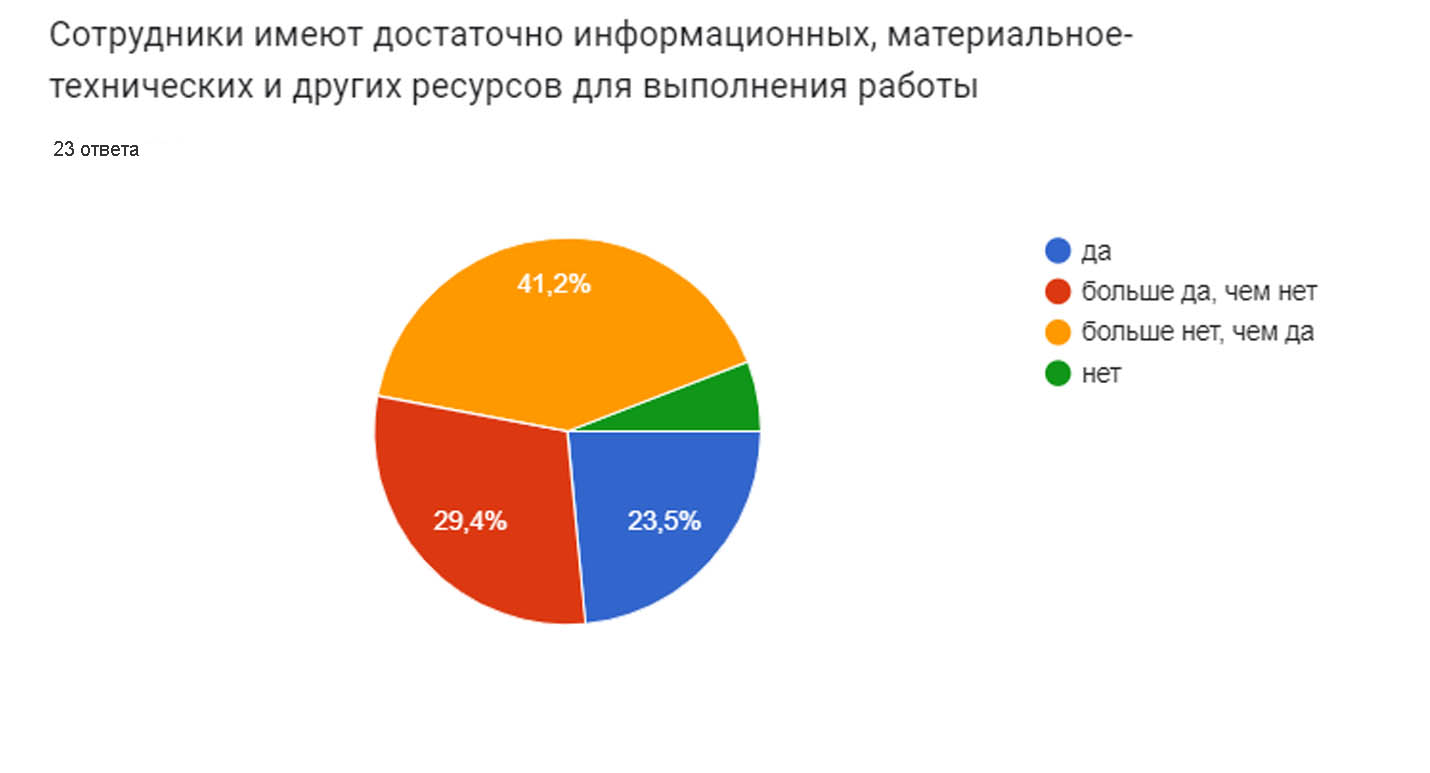 Сотрудники имеют достаточно информационных, материальное-
технических и других ресурсов для выполнения работы
23 ответа
41,2%
29,4%
23,5%
да
больше да, чем нет
больше нет, чем да
нет